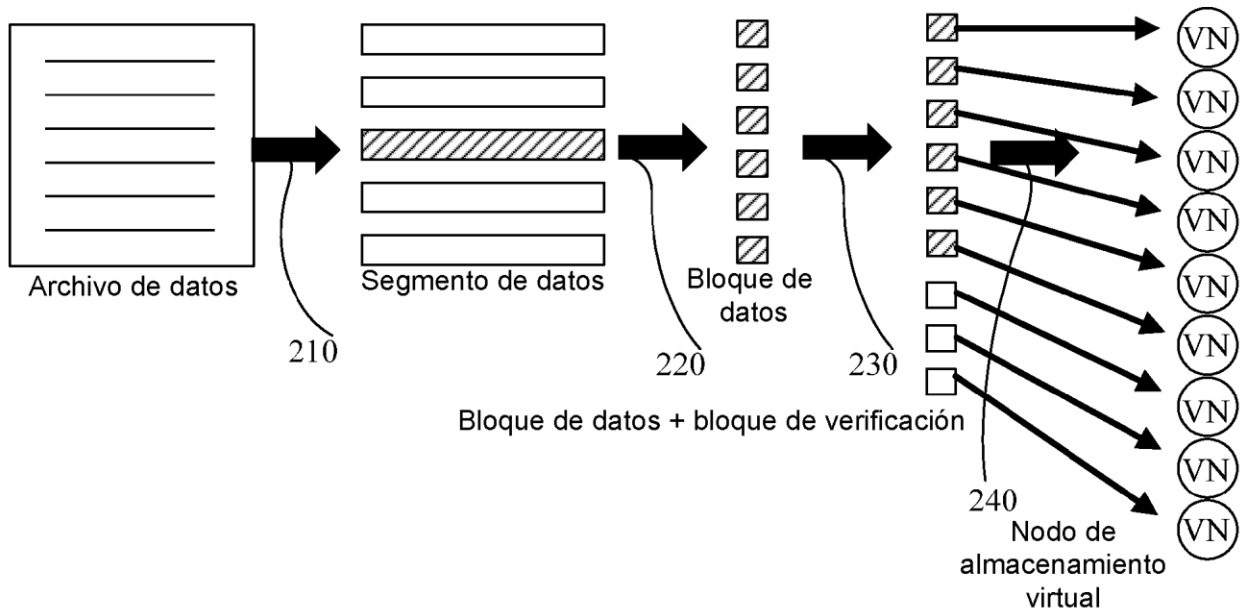 VN
VN
VN
VN
VN
VN
VN
VN
VN
Archivo de datos
Segmento de datos
Bloque de
datos
210
220
230
Bloque de datos + bloque de verificación
240
Nodo de
almacenamiento
virtual